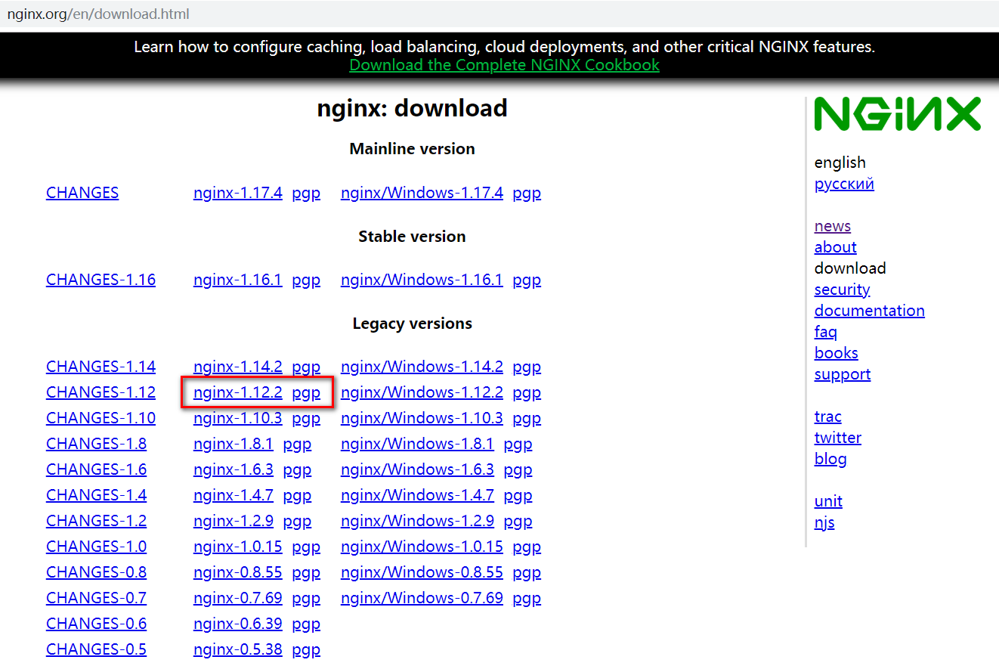 nginx.org/en/download.html
Learn how to configure caching, load balancing, cloud deployments, and other critical NGINX features.
Download the Complete NGINX Cookbook
nginx: download
Mainline version
CHANGES nginx-1.17.4 pgp nginx/Windows-1.17.4 pgp
Stable version
CHANGES-1.16 nginx-1.16.1 pgp nginx/Windows-1.16.1 pgp
Legacy versions
CHANGES-1.14 nginx-1.14.2 pgp nginx/Windows-1.14.2 pgp
CHANGES-1.12 nginx-1.12.2 pgp nginx/Windows-1.12.2 pgp
CHANGES-1.10 nginx-1.10.3 pgp nginx/Windows-1.10.3 pgp
CHANGES-1.8 nginx-1.8.1 pgp nginx/Windows-1.8.1 pgp
CHANGES-1.6 nginx-1.6.3 pgp nginx/Windows-1.6.3 pgp
CHANGES-1.4 nginx-1.4.7 pgp nginx/Windows-1.4.7 pgp
CHANGES-1.2 nginx-1.2.9 pgp nginx/Windows-1.2.9 pgp
CHANGES-1.0 nginx-1.0.15 pgp nginx/Windows-1.0.15 pgp
CHANGES-0.8 nginx-0.8.55 pgp nginx/Windows-0.8.55 pgp
CHANGES-0.7 nginx-0.7.69 pgp nginx/Windows-0.7.69 pgp
CHANGES-0.6 nginx-0.6.39 pgp
CHANGES-0.5 nginx-0.5.38 pgp
NGINX
english
русский
news
about
download
security
documentation
faq
books
support
trac
twitter
blog
unit
njs